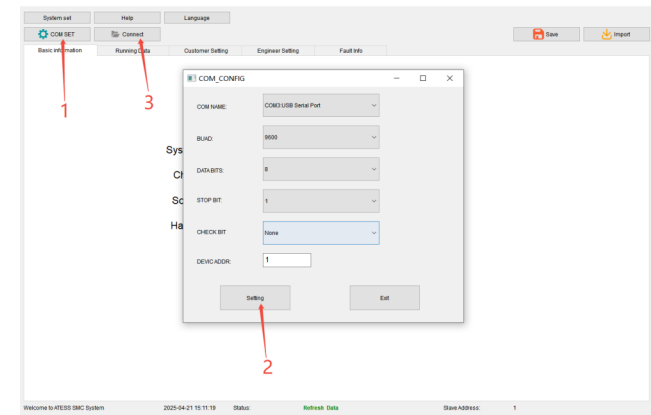 System set Help Language
COM SET Connect Save Import
Basic information Running Data Customer Setting Engineer Setting Fault Info
1 3
COM_CONFIG
COM NAME: COM3:USB Serial Port
BUAD: 9600
Sys
DATABITS: 8
STOP BIT: 1
Ha
CHECK BIT None
DEVIC ADDR: 1
Setting Exit
2
Welcome to ATESS SMC System 2025-04-21 15:11:19 Status: Refresh Data Slave Address: 1